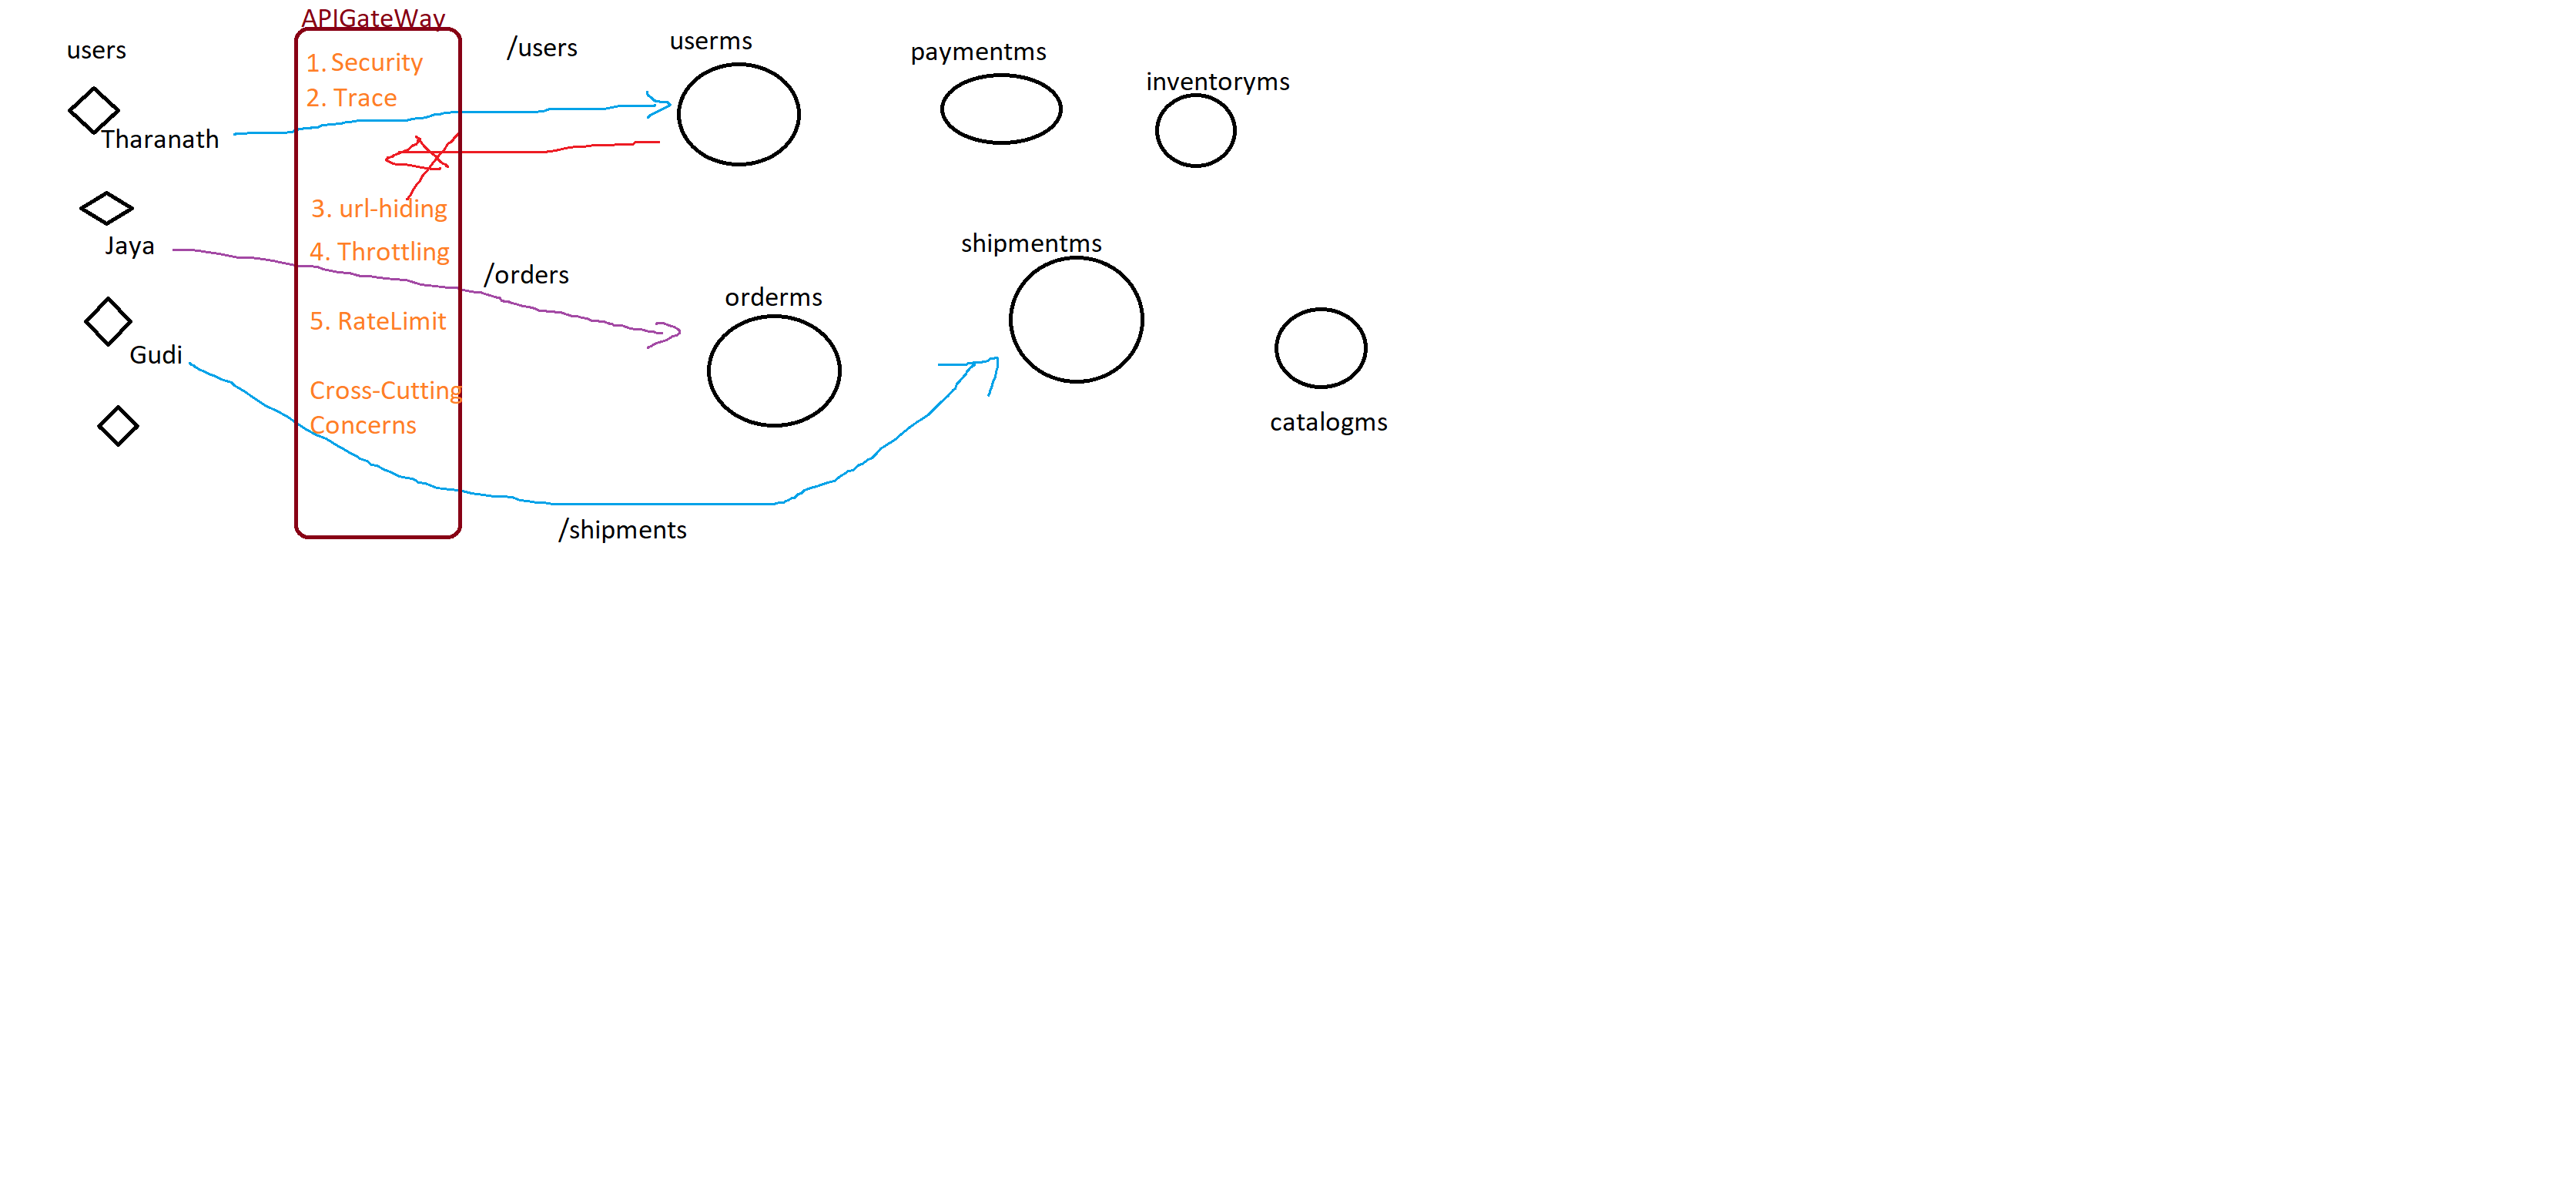 APIGateWay
users
1. Security
2. Trace
Tharanath
3. url-hiding
Jaya
4. Throttling
5. RateLimit
Gudi
Cross-Cutting
Concerns
/users
userms
paymentms
inventoryms
/orders
orderms
shipmentms
catalogms
/shipments